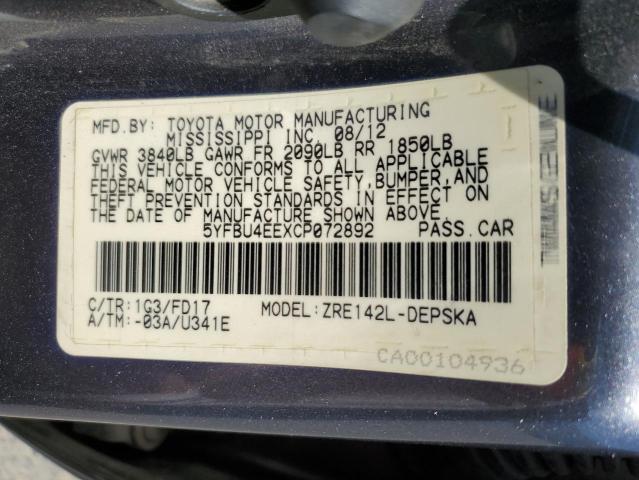 MFD.BY: TOYOTA MOTOR MANUFACTURING
MISSISSIPPI INC. 08/12
GVWR 3840LB GAWR FR 2090LB RR 1850LB
THIS VEHICLE CONFORMS TO ALL APPLICABLE
FEDERAL MOTOR VEHICLE SAFETY,BUMPER,AND
THEFT PREVENTION STANDARDS IN EFFECT ON
THE DATE OF MANUFACTURE SHOWN ABOVE.
5YFBU4EEXCP072892 PASS.CAR
C/TR:1G3/FD17 MODEL:ZRE142L-DEPSKA
A/TM:-03A/U341E
CA00104936
GENUINE